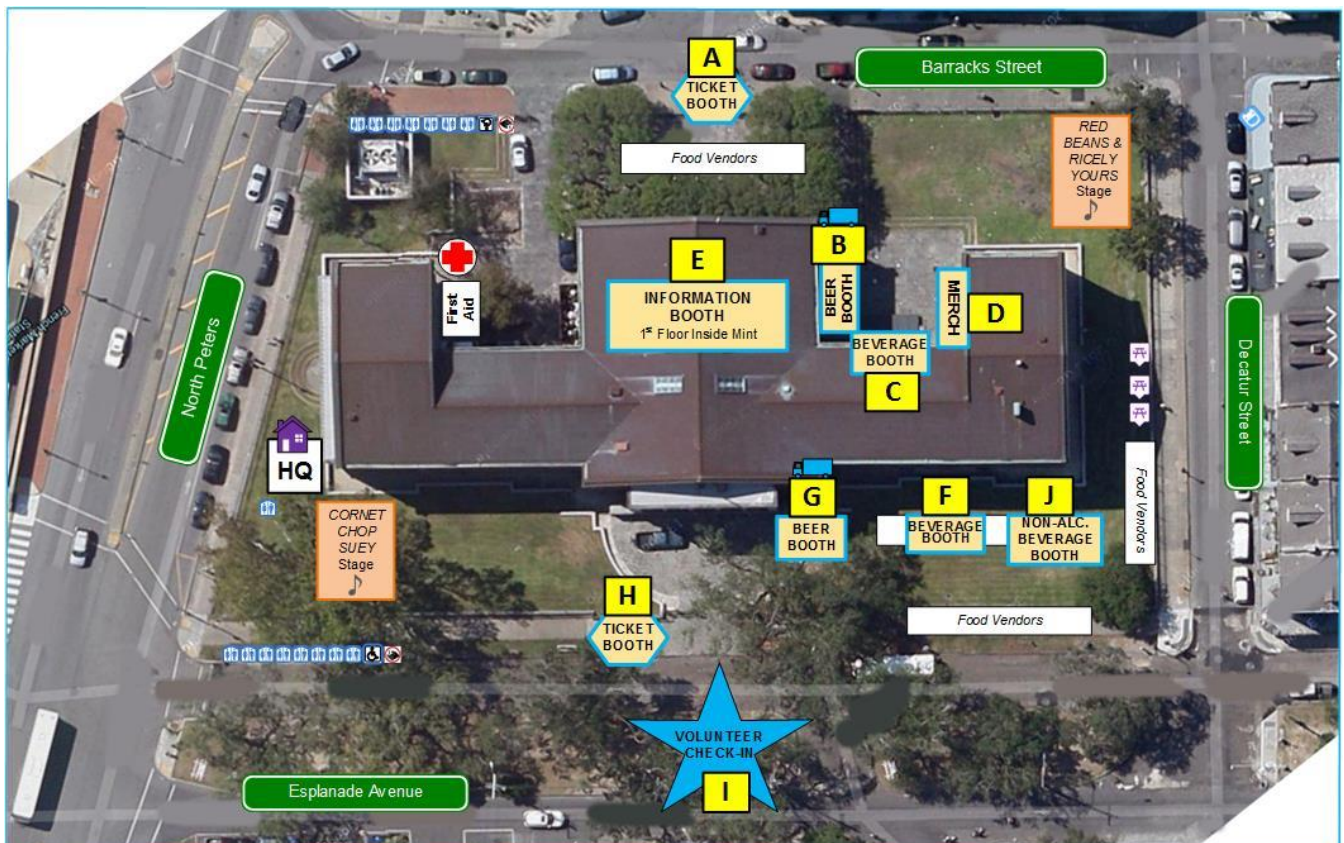 A
TICKET
BOOTH
Barracks Street
Food Vendors
RED
BEANS &
RICELY
YOURS
Stage
B
BEER
BOOTH
E
INFORMATION
BOOTH
1st Floor Inside Mint
First
Aid
MERCH
D
BEVERAGE
BOOTH
C
North Peters
French Market
Decatur Street
HQ
CORNET
CHOP
SUEY
Stage
G
BEER
BOOTH
F
BEVERAGE
BOOTH
J
NON-ALC.
BEVERAGE
BOOTH
Food Vendors
H
TICKET
BOOTH
Food Vendors
VOLUNTEER
CHECK-IN
I
Esplanade Avenue